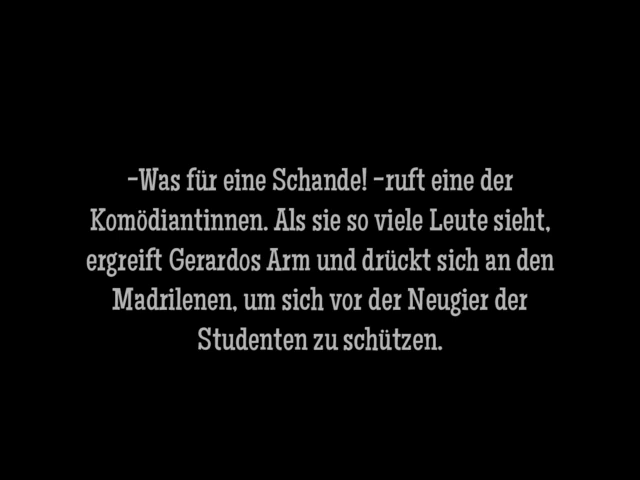 -Was für eine Schande! -ruft eine der
Komödiantinnen. Als sie so viele Leute sieht,
ergreift Gerardos Arm und drückt sich an den
Madrilenen, um sich vor der Neugier der
Studenten zu schützen.